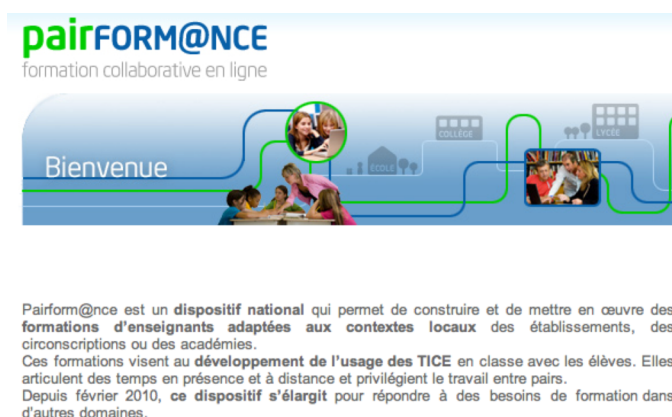 pairFORM@NCE
formation collaborative en ligne
COLLÈGE
LYCÉE
Bienvenue
ÉCOLE
Pairform@nce est un dispositif national qui permet de construire et de mettre en œuvre des
formations d'enseignants adaptées aux contextes locaux des établissements, des
circonscriptions ou des académies.
Ces formations visent au développement de l'usage des TICE en classe avec les élèves. Elles
articulent des temps en présence et à distance et privilégient le travail entre pairs.
Depuis février 2010, ce dispositif s'élargit pour répondre à des besoins de formation dans
d'autres domaines.